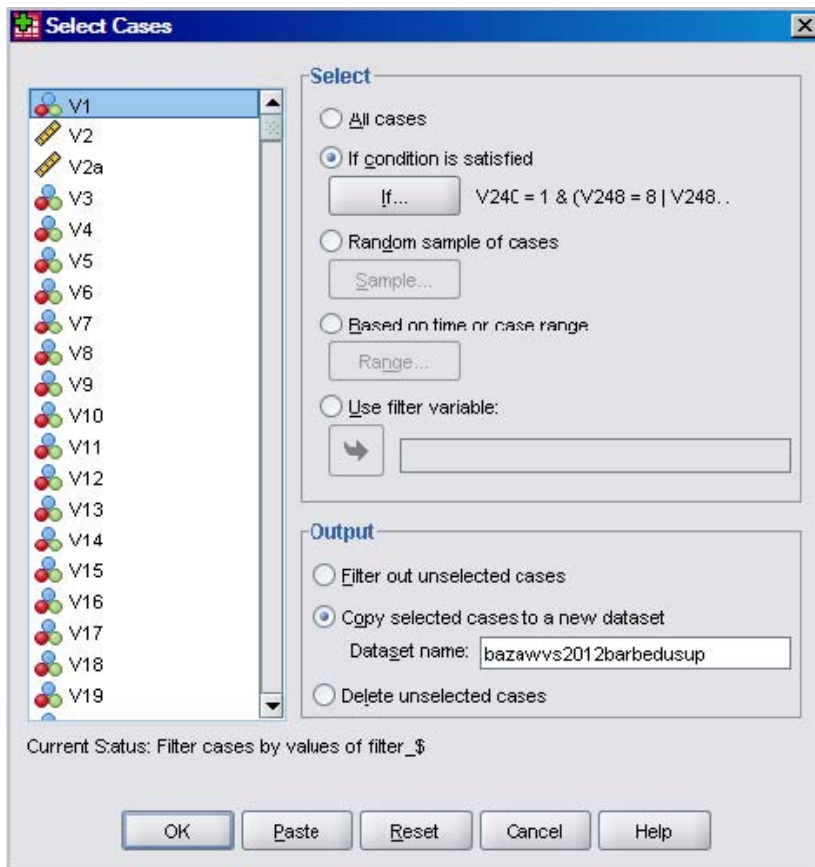 Select Cases
V1
V2
V2a
V3
V4
V5
V6
V7
V8
V9
V10
V11
V12
V13
V14
V15
V16
V17
V18
V19
Select
All cases
If condition is satisfied
If... V240 = 1 & (V248 = 8 | V248. .
Random sample of cases
Sample...
Based on time or case range
Range...
Use filter variable:
Output
Filter out unselected cases
Copy selected cases to a new dataset
Dataset name: bazawvs2012barbedusup
Delete unselected cases
Current Status: Filter cases by values of filter_$
OK Paste Reset Cancel Help